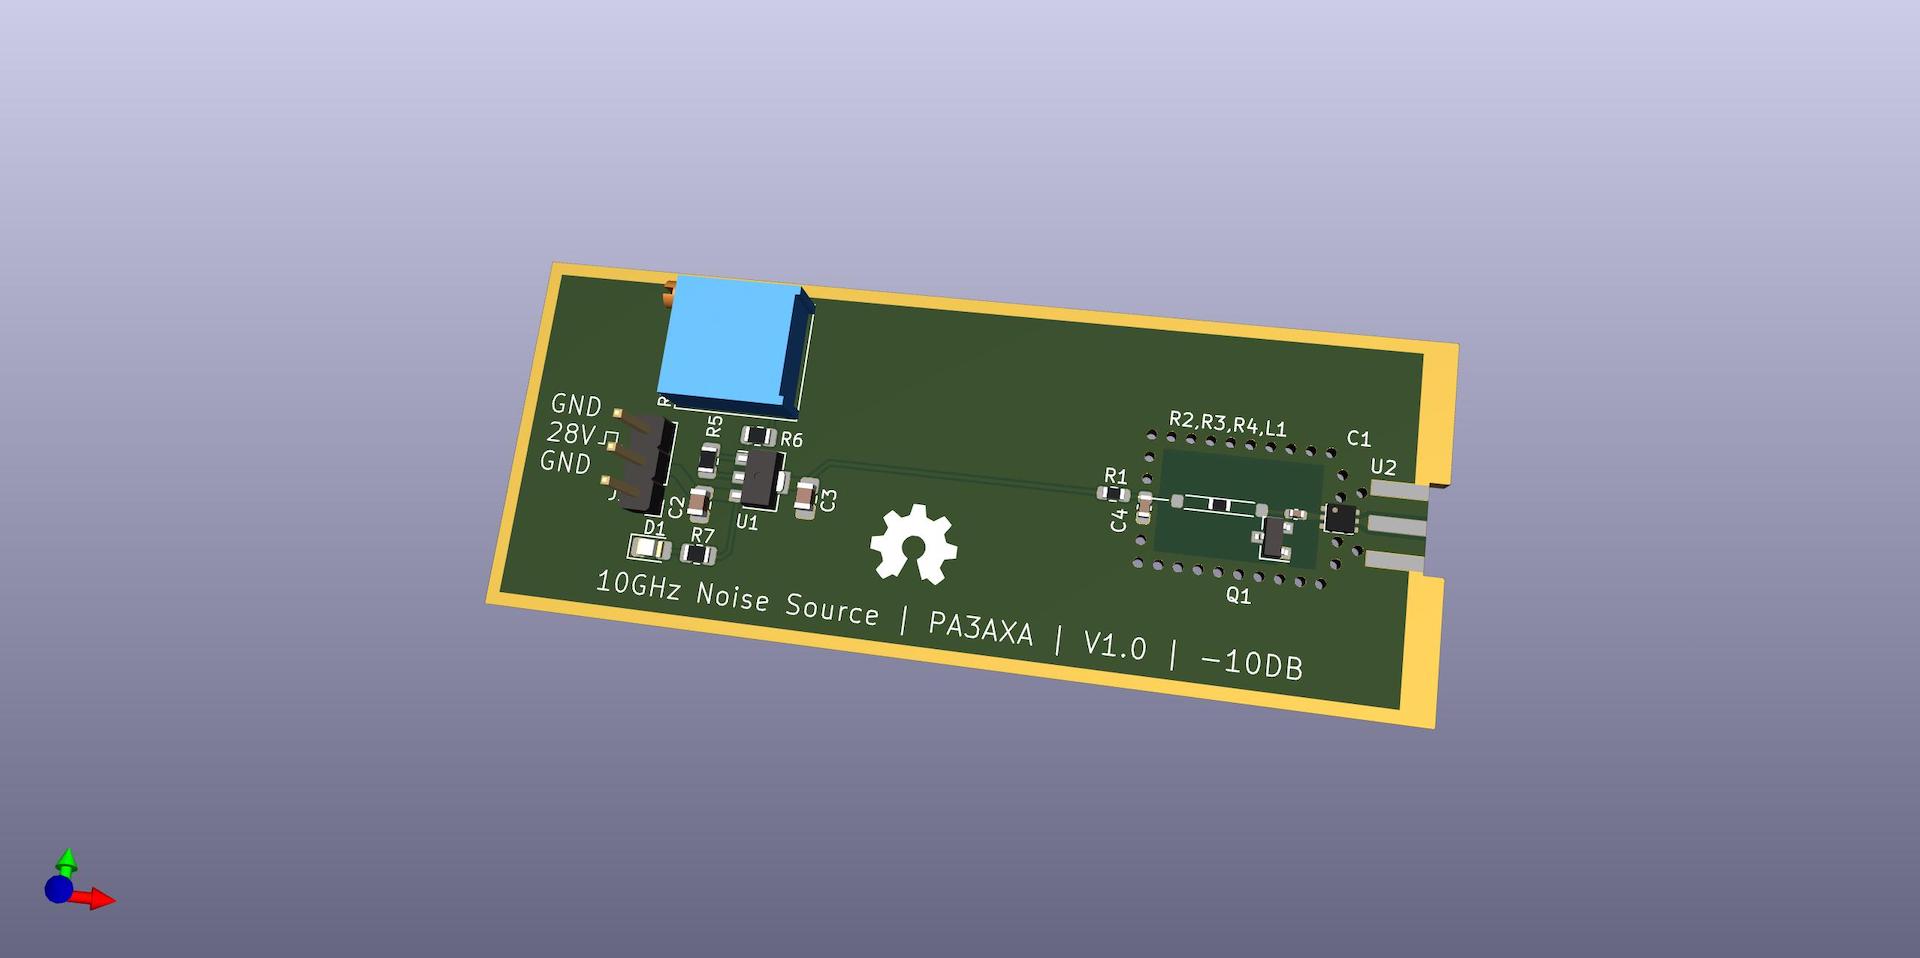 GND
28V
GND
R5
R6
C2
U1
C3
D1
R7
R2,R3,R4,L1
C1
U2
R1
C4
Q1
10GHz Noise Source | PA3AXA | V1.0 | -10DB